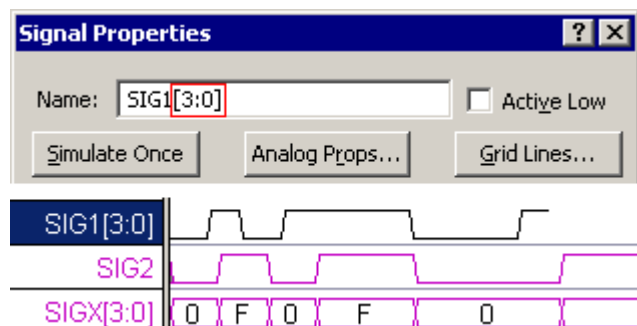 Signal Properties ? X
Name: SIG1[3:0] Active Low
Simulate Once Analog Props... Grid Lines...
SIG1[3:0]
SIG2
SIGX[3:0] 0 F 0 F 0